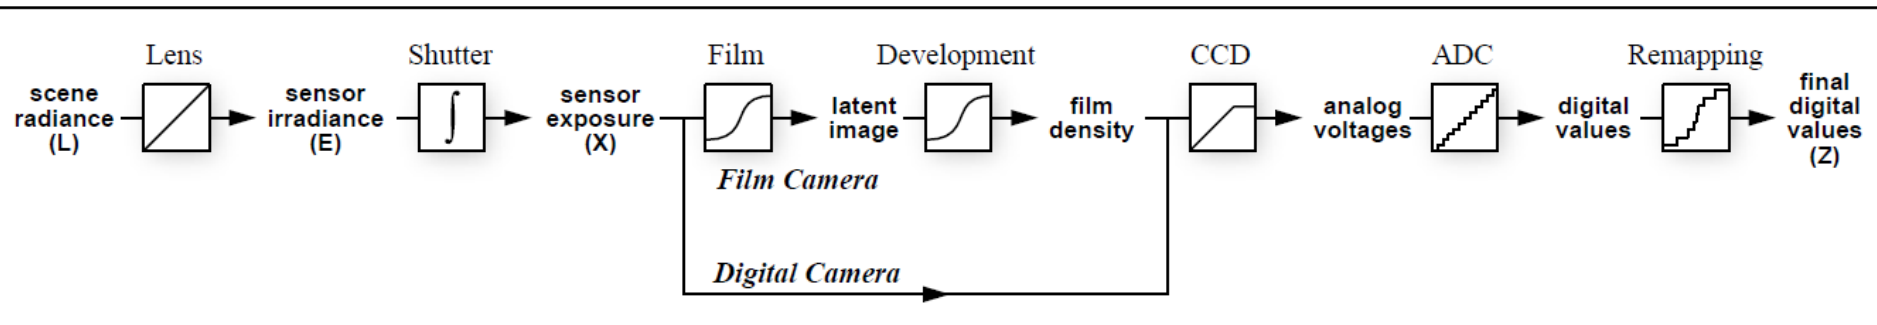 Lens
Shutter
Film
Development
CCD
ADC
Remapping
scene
radiance
(L)
sensor
irradiance
(E)
∫
sensor
exposure
(X)
latent
image
film
density
analog
voltages
digital
values
final
digital
values
(Z)
Film Camera
Digital Camera